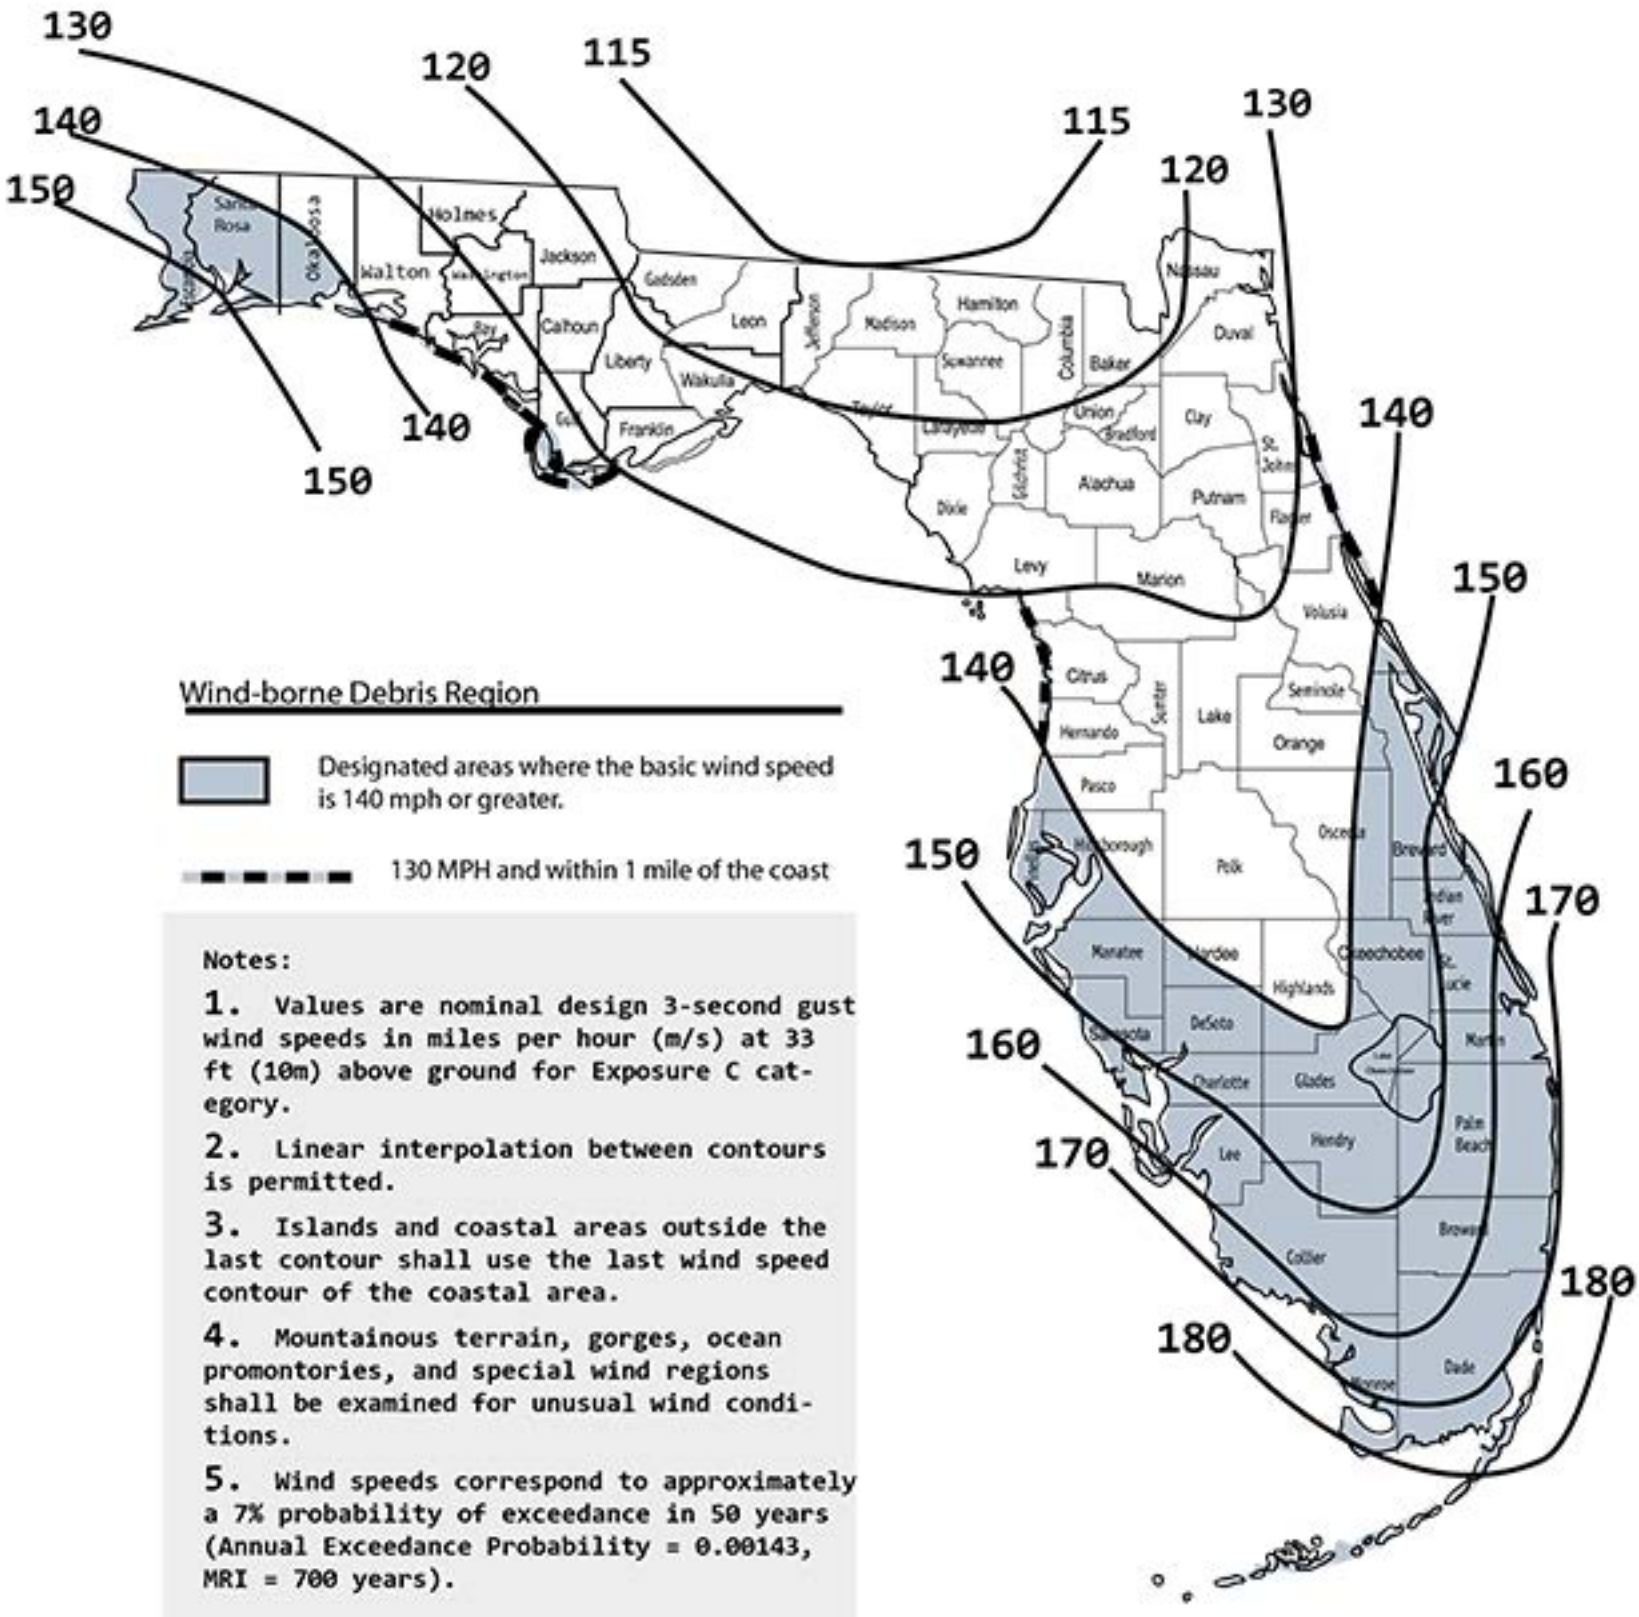 130
115
120
130
140
115
120
150
Santa
Rosa
Okaloosa
Holmes
Walton
Washington
Jackson
Bay
Calhoun
Gulf
Liberty
Gadsden
Leon
Wakulla
Franklin
Jefferson
Madison
Taylor
Hamilton
Suwannee
Lafayette
Columbia
Baker
Nassau
Duval
Union
Bradford
Clay
St.
Johns
Dixie
Gilchrist
Alachua
Putnam
Flagler
Levy
Marion
Volusia
140
150
140
150
140
Citrus
Sumter
Lake
Seminole
Hernando
Orange
Pasco
160
Wind-borne Debris Region
Designated areas where the basic wind speed
is 140 mph or greater.
130 MPH and within 1 mile of the coast
150
Hillsborough
Polk
Osceola
Brevard
Indian
River
170
Manatee
Hardee
Highlands
Okeechobee
St.
Lucie
Sarasota
DeSoto
Martin
160
Charlotte
Glades
Lake
Palm
Beach
170
Lee
Hendry
Collier
Broward
180
180
Dade
Monroe
Notes:
1. Values are nominal design 3-second gust
wind speeds in miles per hour (m/s) at 33
ft (10m) above ground for Exposure C cat-
egory.
2. Linear interpolation between contours
is permitted.
3. Islands and coastal areas outside the
last contour shall use the last wind speed
contour of the coastal area.
4. Mountainous terrain, gorges, ocean
promontories, and special wind regions
shall be examined for unusual wind condi-
tions.
5. Wind speeds correspond to approximately
a 7% probability of exceedance in 50 years
(Annual Exceedance Probability = 0.00143,
MRI = 700 years).